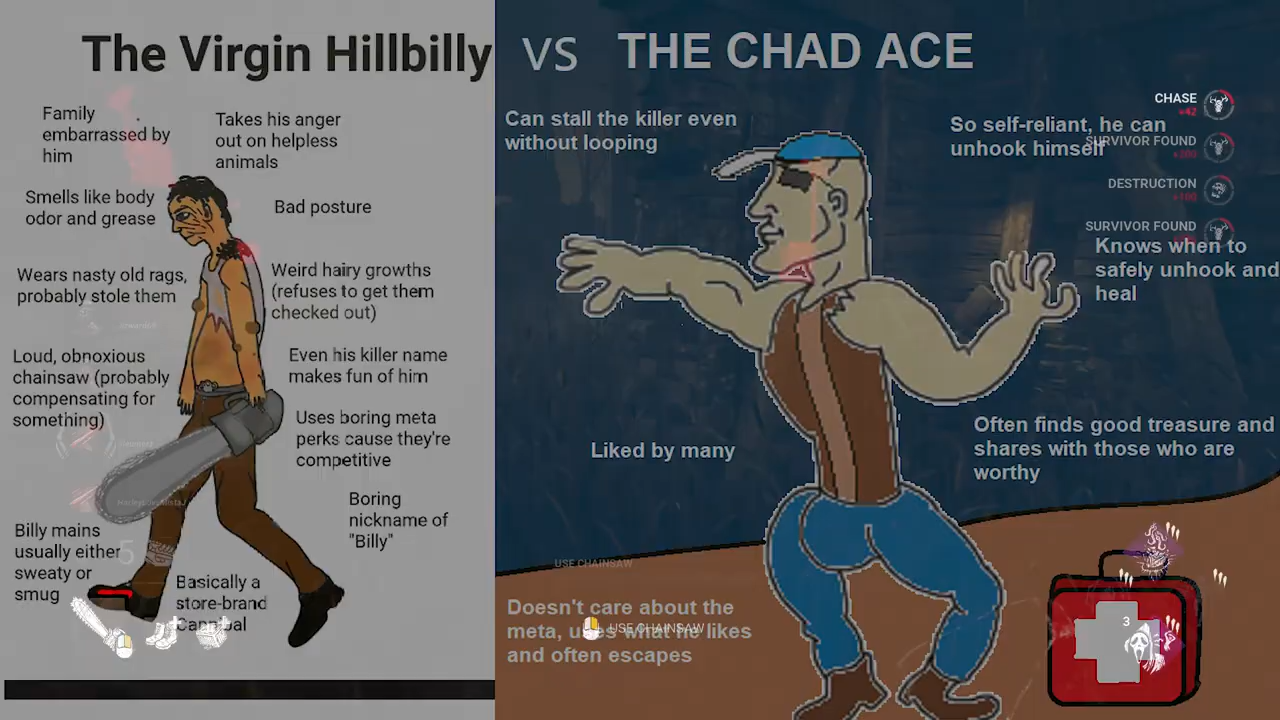 The Virgin Hillbilly
VS
THE CHAD ACE
Family
embarrassed by
him
Takes his anger
out on helpless
animals
Smells like body
odor and grease
Bad posture
Wears nasty old rags,
probably stole them
Weird hairy growths
(refuses to get them
checked out)
Loud, obnoxious
chainsaw (probably
compensating for
something)
Even his killer name
makes fun of him
Uses boring meta
perks cause they're
competitive
Boring
nickname of
"Billy"
Billy mains
usually either
sweaty or
smug
5
Basically a
store-brand
Cannibal
Can stall the killer even
without looping
So self-reliant, he can
unhook himself
CHASE
+42
SURVIVOR FOUND
DESTRUCTION
SURVIVOR FOUND
Knows when to
safely unhook and
heal
Liked by many
Often finds good treasure and
shares with those who are
worthy
USE CHAINSAW
Doesn't care about the
meta, uses what he likes
and often escapes
USE CHAINSAW
3